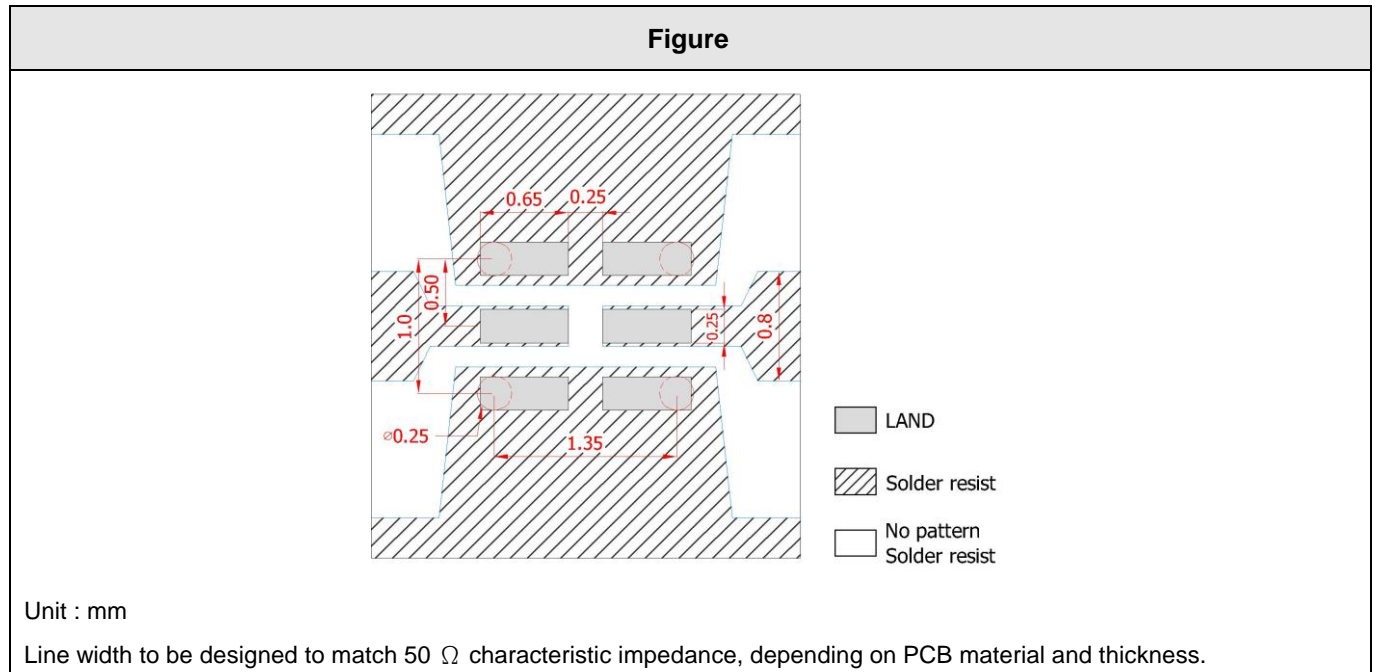 Figure
0.65
0.25
0.50
1.0
0.25
0.8
⌀0.25
1.35
LAND
Solder resist
No pattern
Solder resist
Unit : mm
Line width to be designed to match 50 Ω characteristic impedance, depending on PCB material and thickness.